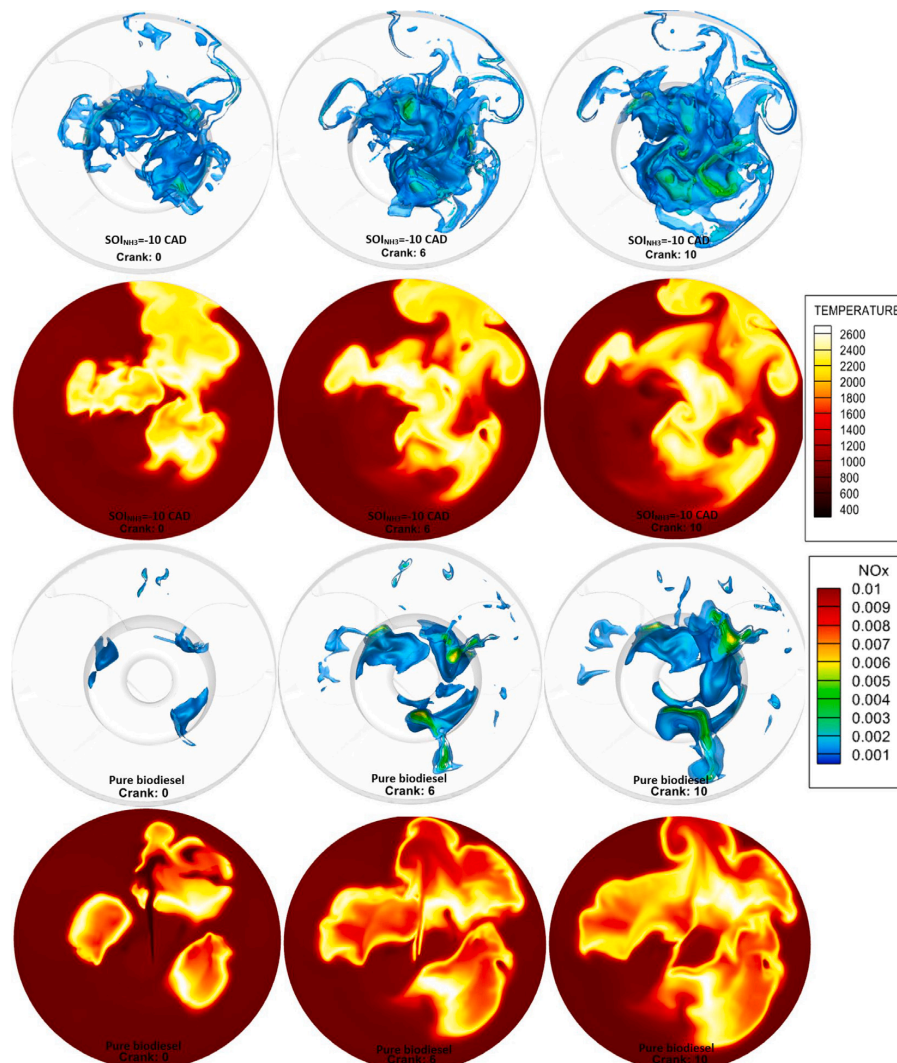 SOINH3=-10 CAD
Crank: 0
SOINH3=-10 CAD
Crank: 6
SOINH3=-10 CAD
Crank: 10
SOINH3=-10 CAD
Crank: 0
SOINH3=-10 CAD
Crank: 6
SOINH3=-10 CAD
Crank: 10
TEMPERATURE
2600
2400
2200
2000
1800
1600
1400
1200
1000
800
600
400
Pure biodiesel
Crank: 0
Pure biodiesel
Crank: 6
Pure biodiesel
Crank: 10
NOx
0.01
0.009
0.008
0.007
0.006
0.005
0.004
0.003
0.002
0.001
Pure biodiesel
Crank: 0
Pure biodiesel
Crank: 6
Pure biodiesel
Crank: 10